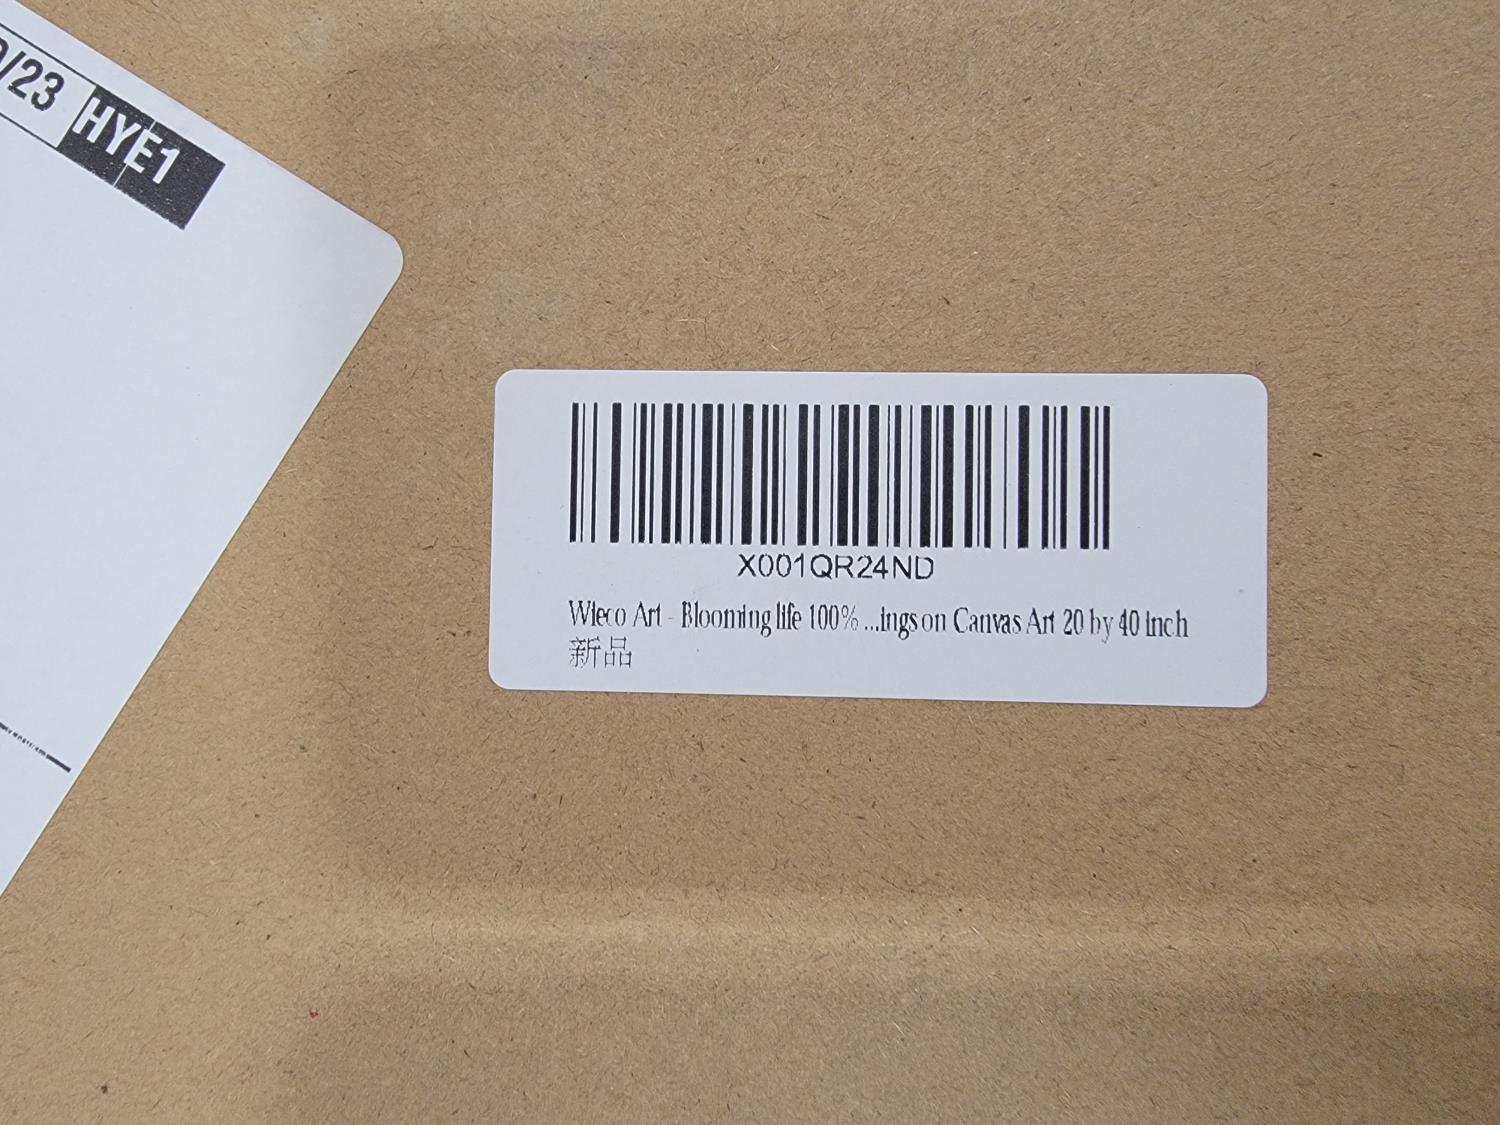 /23 HYE1
X001QR24ND
Wieco Art - Blooming life 100% ...ings on Canvas Art 20 by 40 inch
新品